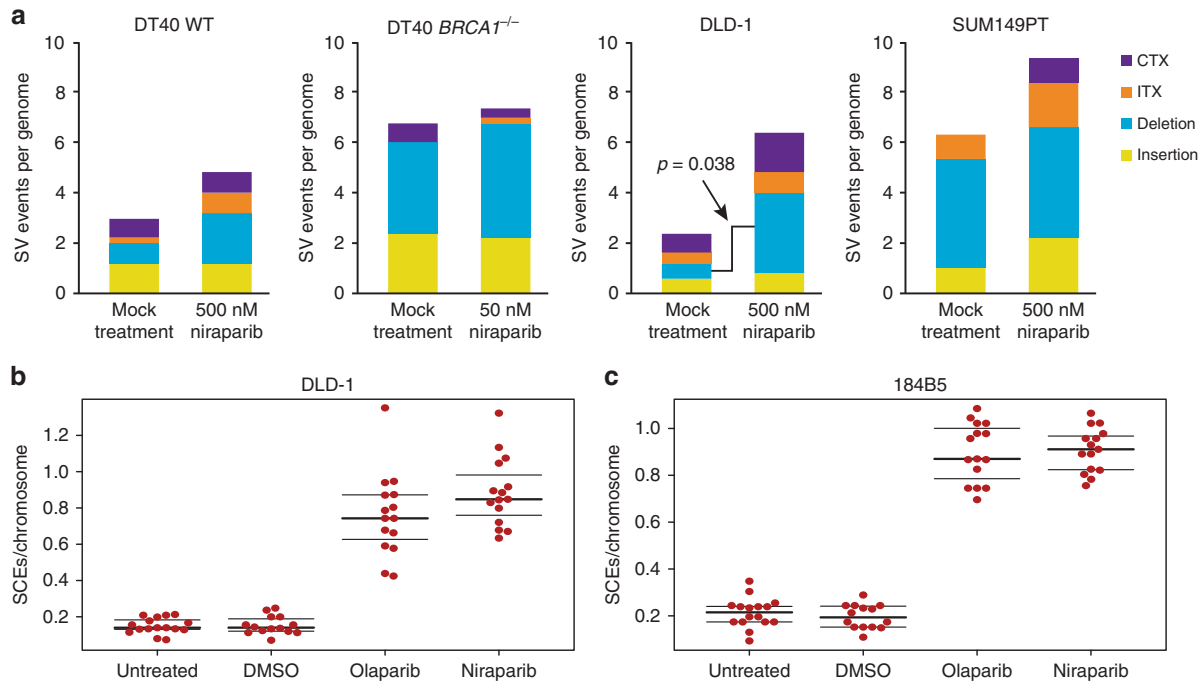 a
DT40 WT
DT40 BRCA1–/–
DLD-1
SUM149PT
SV events per genome
10
8
6
4
2
0
Mock treatment
500 nM niraparib
SV events per genome
10
8
6
4
2
0
Mock treatment
50 nM niraparib
SV events per genome
10
8
6
4
2
0
p = 0.038
Mock treatment
500 nM niraparib
SV events per genome
10
8
6
4
2
0
Mock treatment
500 nM niraparib
CTX
ITX
Deletion
Insertion
b
DLD-1
SCEs/chromosome
1.2
1.0
0.8
0.6
0.4
0.2
Untreated
DMSO
Olaparib
Niraparib
c
184B5
SCEs/chromosome
1.0
0.8
0.6
0.4
0.2
Untreated
DMSO
Olaparib
Niraparib